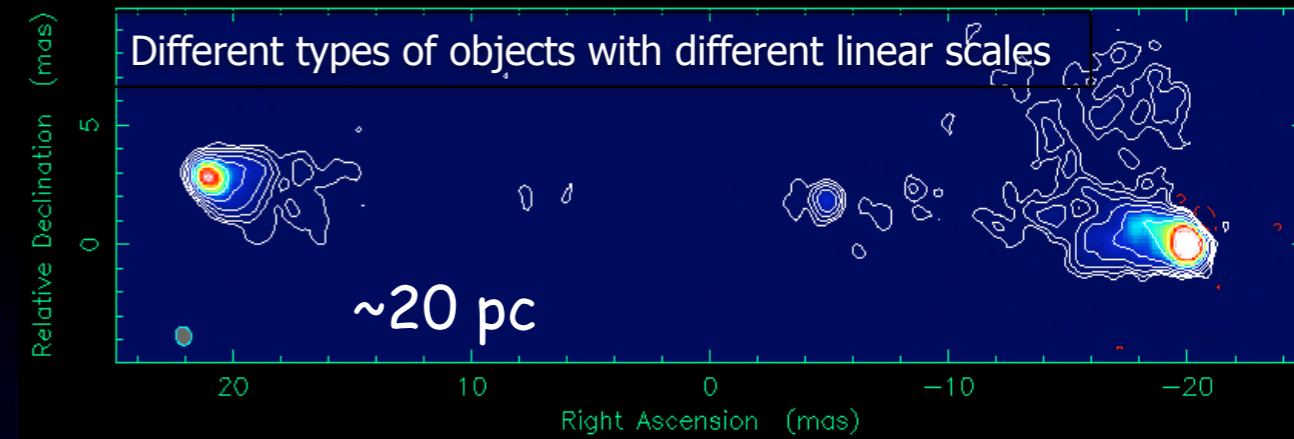 Different types of objects with different linear scales
Relative Declination (mas)
5
0
~20 pc
20 10 0 −10 −20
Right Ascension (mas)